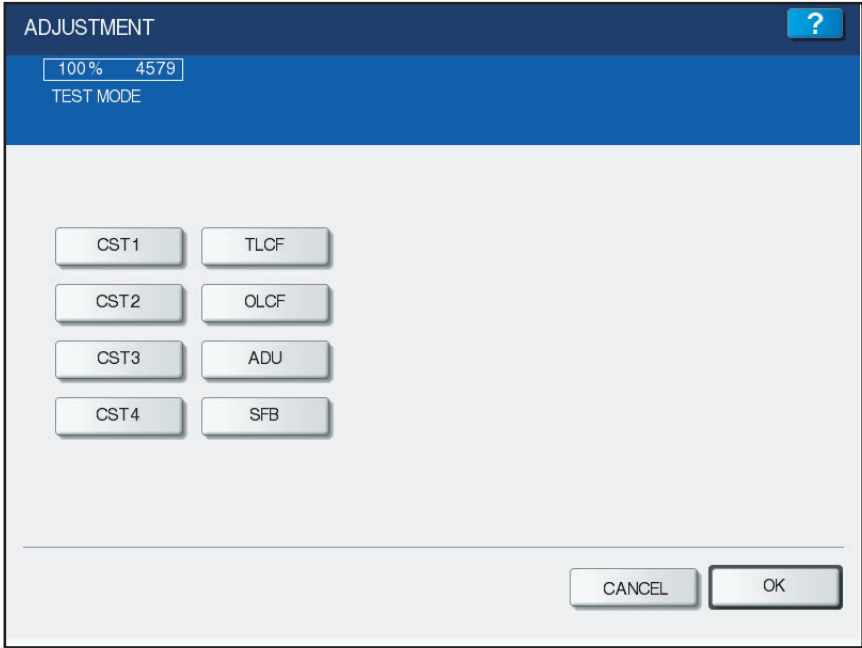 ADJUSTMENT ?
100% 4579
TEST MODE
CST1 TLCF
CST2 OLCF
CST3 ADU
CST4 SFB
CANCEL OK